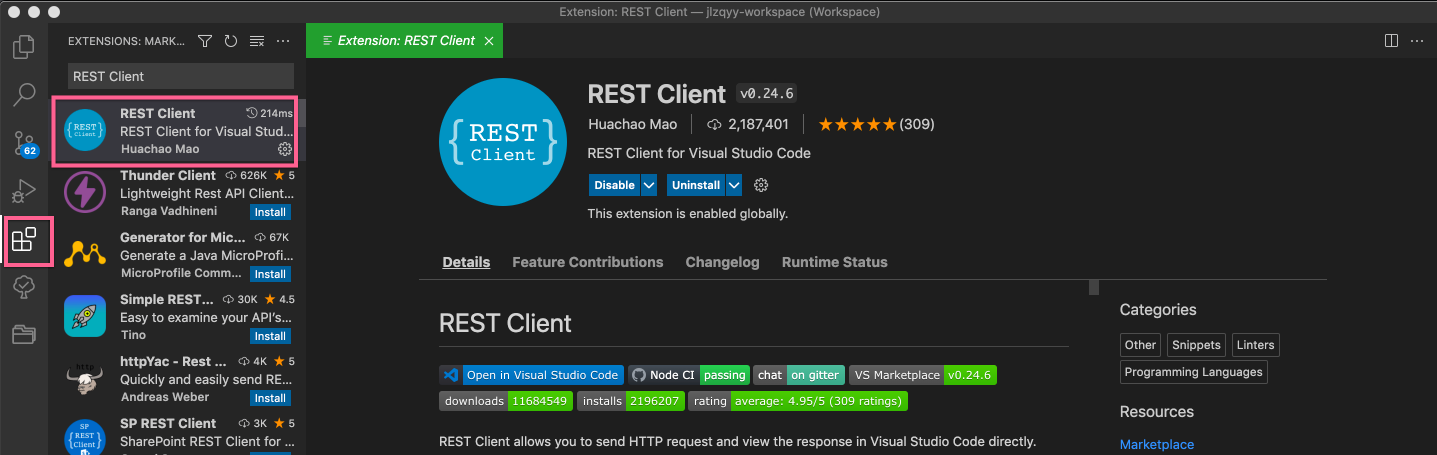 Extension: REST Client — jlzqyy-workspace (Workspace)
EXTENSIONS: MARK...
Extension: REST Client
REST Client
62
REST Client 214ms
REST Client for Visual Stud...
Huachao Mao
Thunder Client 626K 5
Lightweight Rest API Client...
Ranga Vadhineni Install
Generator for Mic... 67K
Generate a Java MicroProfi...
MicroProfile Comm... Install
Simple REST... 30K 4.5
Easy to examine your API's...
Tino Install
http
httpYac - Rest ... 4K 5
Quickly and easily send RE...
Andreas Weber Install
SP REST Client 3K 5
SharePoint REST Client for ...
{REST}
Client
SP
REST
Client
{REST}
Client
REST Client v0.24.6
Huachao Mao 2,187,401 (309)
REST Client for Visual Studio Code
Disable Uninstall
This extension is enabled globally.
Details Feature Contributions Changelog Runtime Status
REST Client
Open in Visual Studio Code Node CI passing chat on gitter VS Marketplace v0.24.6
downloads 11684549 installs 2196207 rating average: 4.95/5 (309 ratings)
REST Client allows you to send HTTP request and view the response in Visual Studio Code directly.
Categories
Other Snippets Linters
Programming Languages
Resources
Marketplace